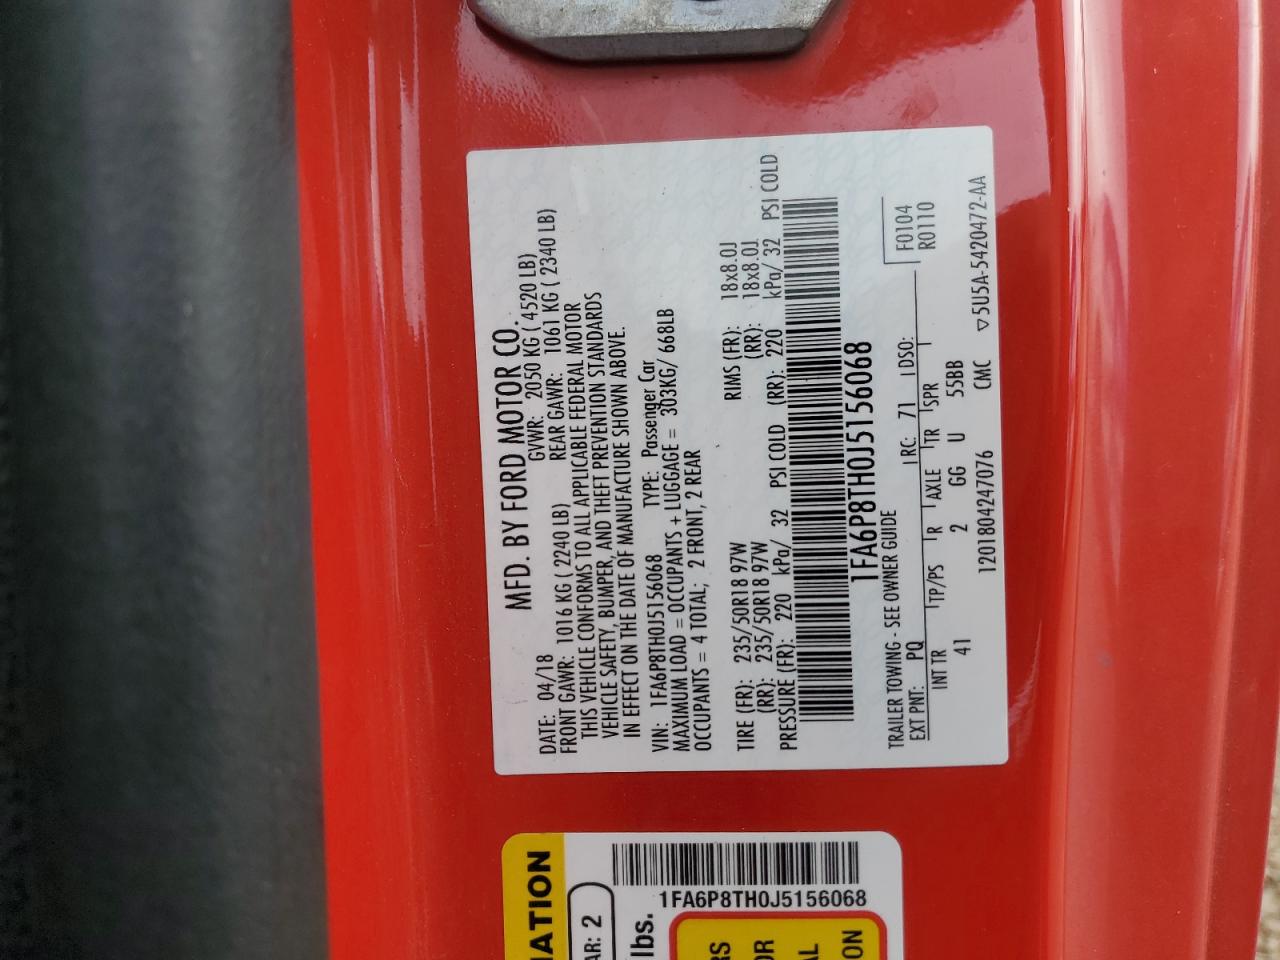 MFD. BY FORD MOTOR CO.
DATE: 04/18 GVWR: 2050 KG ( 4520 LB)
FRONT GAWR: 1016 KG ( 2240 LB) REAR GAWR: 1061 KG ( 2340 LB)
THIS VEHICLE CONFORMS TO ALL APPLICABLE FEDERAL MOTOR
VEHICLE SAFETY, BUMPER, AND THEFT PREVENTION STANDARDS
IN EFFECT ON THE DATE OF MANUFACTURE SHOWN ABOVE.
VIN: 1FA6P8TH0J5156068 TYPE: Passenger Car
MAXIMUM LOAD = OCCUPANTS + LUGGAGE = 303KG/ 668LB
OCCUPANTS = 4 TOTAL; 2 FRONT, 2 REAR
TIRE (FR): 235/50R18 97W RIMS (FR): 18x8.0J
(RR): 235/50R18 97W (RR): 18x8.0J
PRESSURE (FR): 220 kPa/ 32 PSI COLD (RR): 220 kPa/ 32 PSI COLD
1FA6P8TH0J5156068
TRAILER TOWING - SEE OWNER GUIDE F0104
EXT PNT: PQ RC: 71 DSO: R0110
INT TR TP/PS R AXLE TR SPR
41 2 GG U 55BB
1201804247076 CMC ▽5U5A-5420472-AA
ATION
AR: 2
lbs.
1FA6P8TH0J5156068
RS
OR
AL
ON